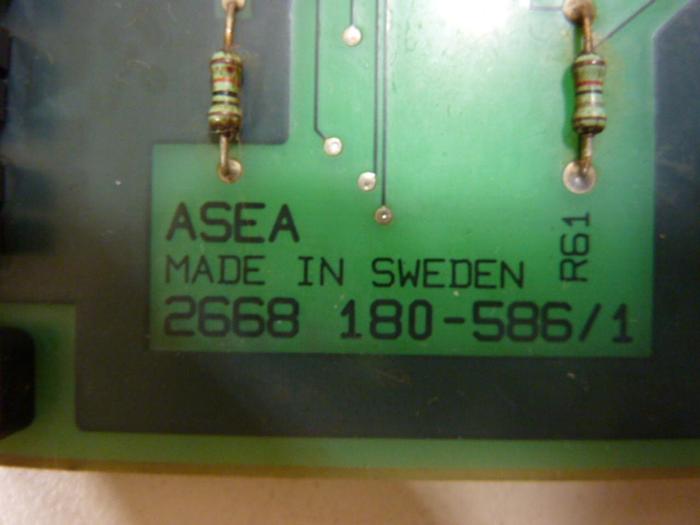 ASEA
MADE IN SWEDEN
2668 180-586/1
R61